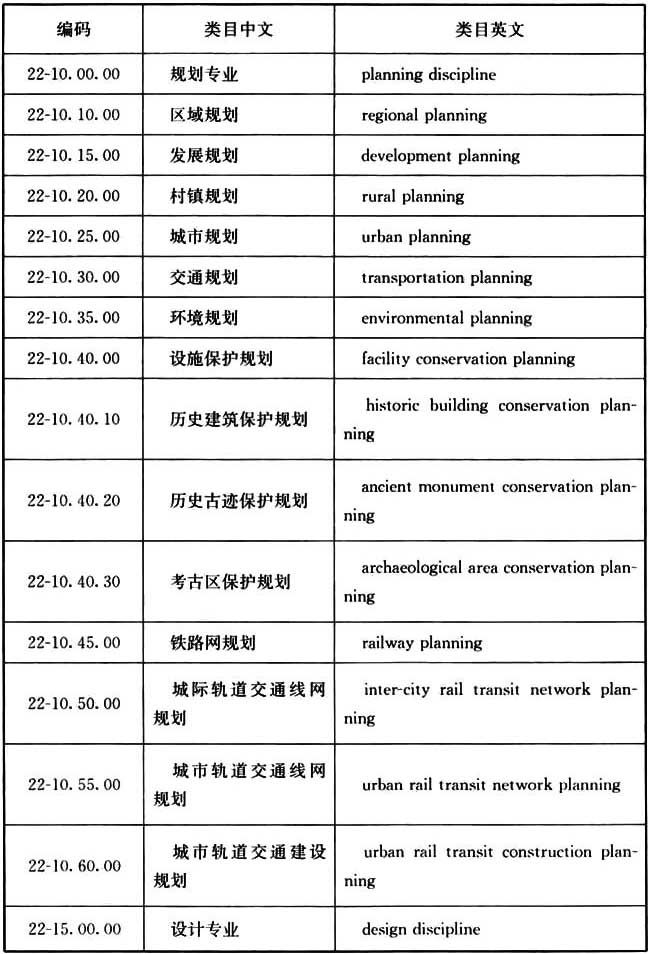 编码 类目中文 类目英文
22-10.00.00 规划专业 planning discipline
22-10.10.00 区域规划 regional planning
22-10.15.00 发展规划 development planning
22-10.20.00 村镇规划 rural planning
22-10.25.00 城市规划 urban planning
22-10.30.00 交通规划 transportation planning
22-10.35.00 环境规划 environmental planning
22-10.40.00 设施保护规划 facility conservation planning
22-10.40.10 历史建筑保护规划 historic building conservation plan-
ning
22-10.40.20 历史古迹保护规划 ancient monument conservation plan-
ning
22-10.40.30 考古区保护规划 archaeological area conservation plan-
ning
22-10.45.00 铁路网规划 railway planning
22-10.50.00 城际轨道交通线网 inter-city rail transit network plan-
规划 ning
22-10.55.00 城市轨道交通线网 urban rail transit network planning
规划
22-10.60.00 城市轨道交通建设 urban rail transit construction plan-
规划 ning
22-15.00.00 设计专业 design discipline